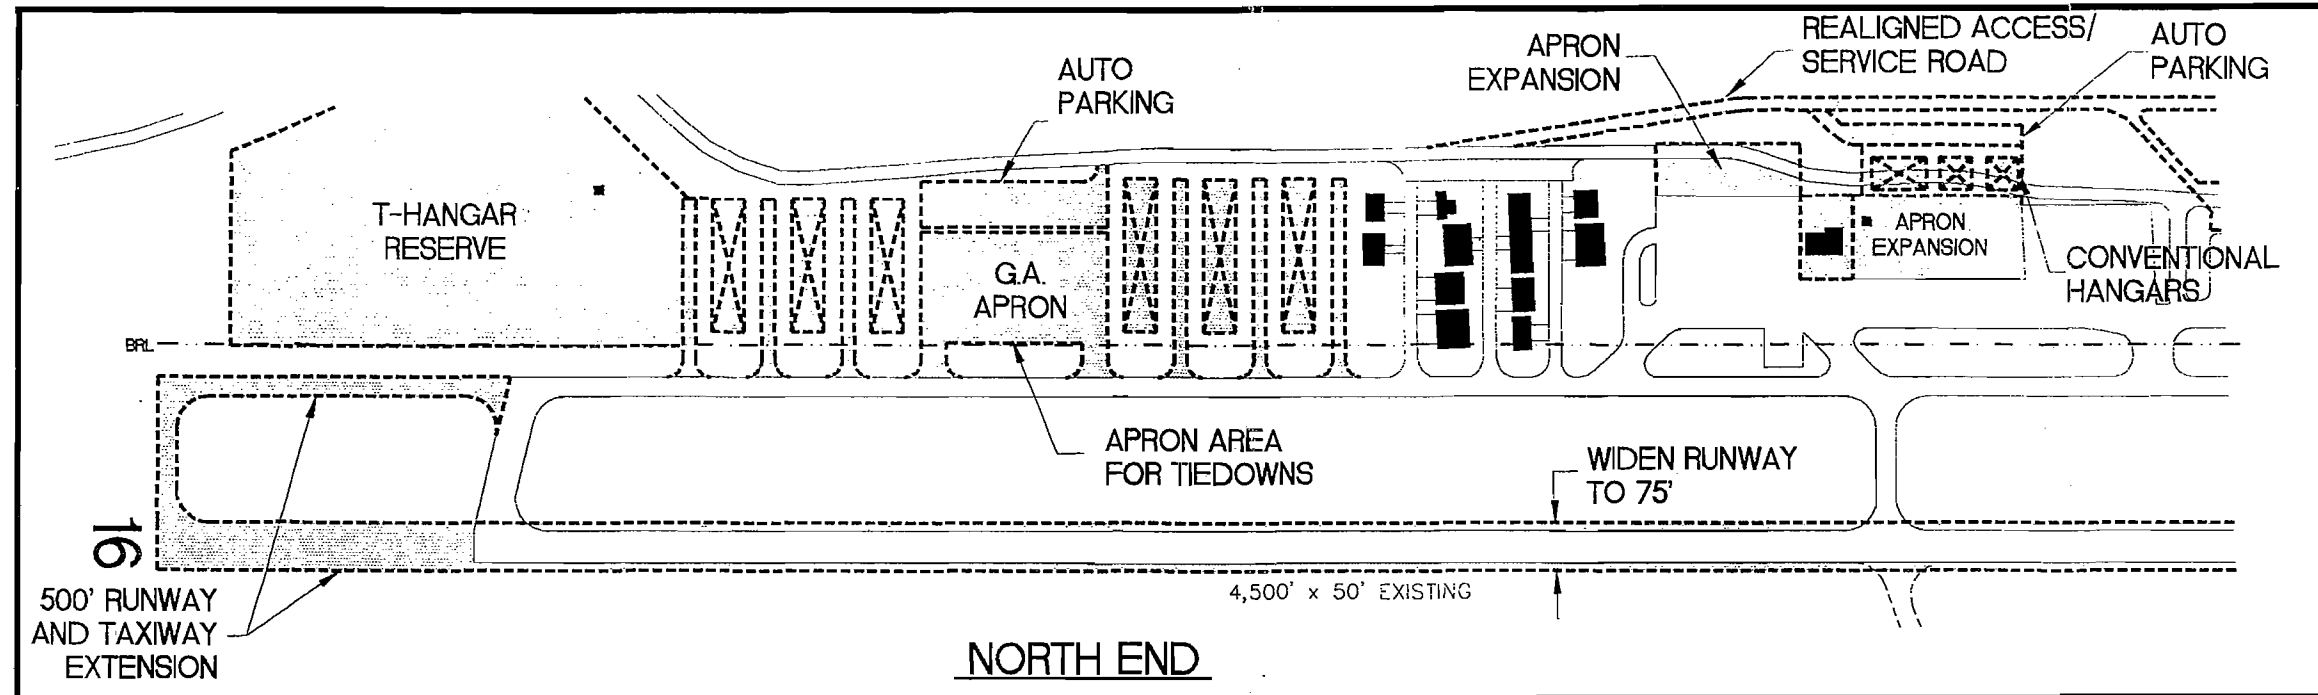 REALIGNED ACCESS/
SERVICE ROAD
AUTO
PARKING
APRON
EXPANSION
AUTO
PARKING
T-HANGAR
RESERVE
G.A.
APRON
APRON
EXPANSION
CONVENTIONAL
HANGARS
BRL
APRON AREA
FOR TIEDOWNS
WIDEN RUNWAY
TO 75'
16
500' RUNWAY
AND TAXIWAY
EXTENSION
4,500' x 50' EXISTING
NORTH END